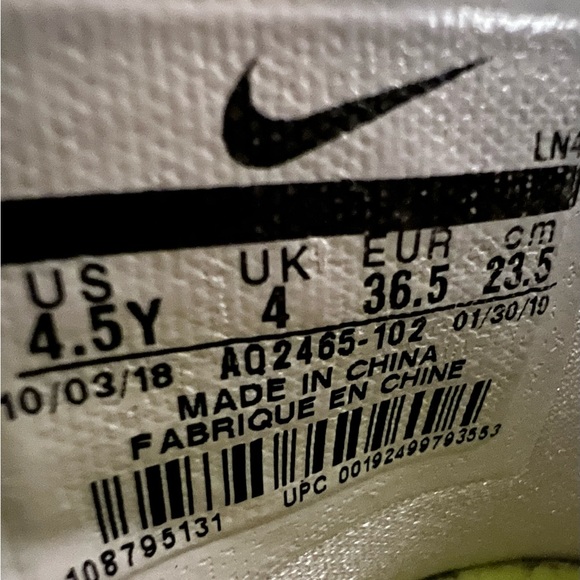 LN4
US UK EUR cm
4.5Y 4 36.5 23.5
10/03/18 AQ2465-102 01/30/19
MADE IN CHINA
FABRIQUE EN CHINE
UPC 00192499793553
108795131